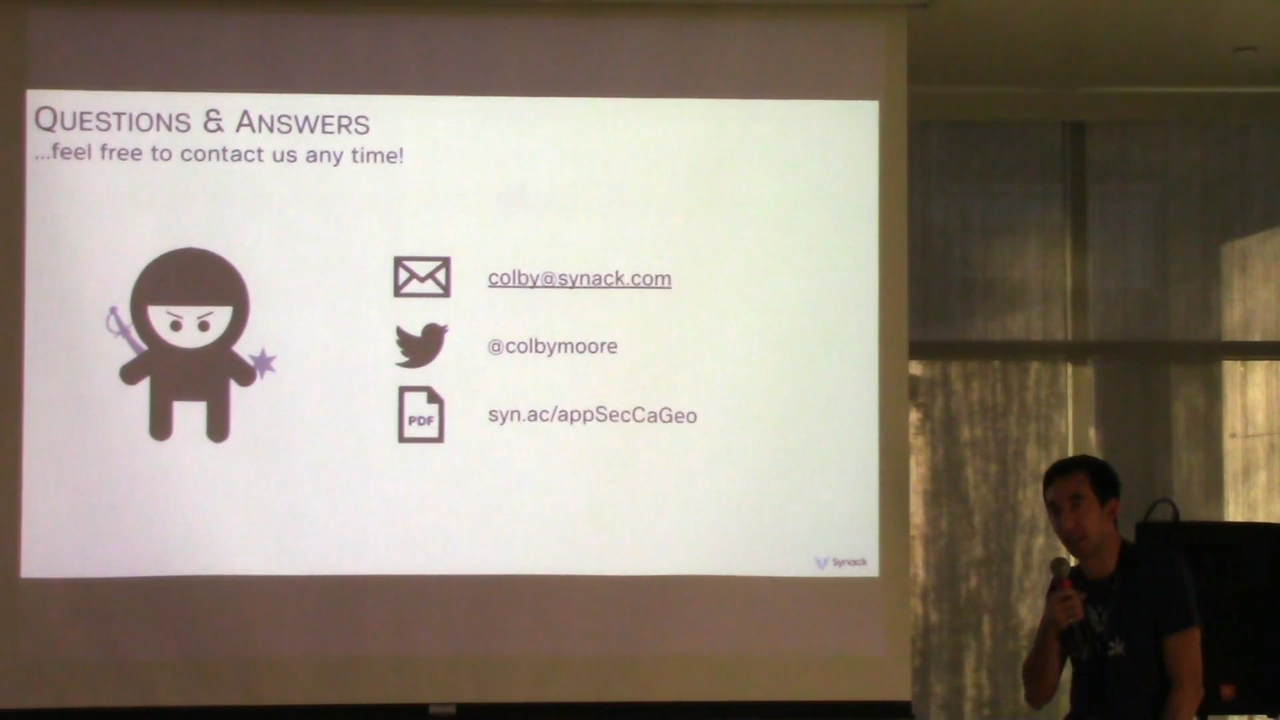 QUESTIONS & ANSWERS
...feel free to contact us any time!
colby@synack.com
@colbymoore
PDF
syn.ac/appSecCaGeo
Synack